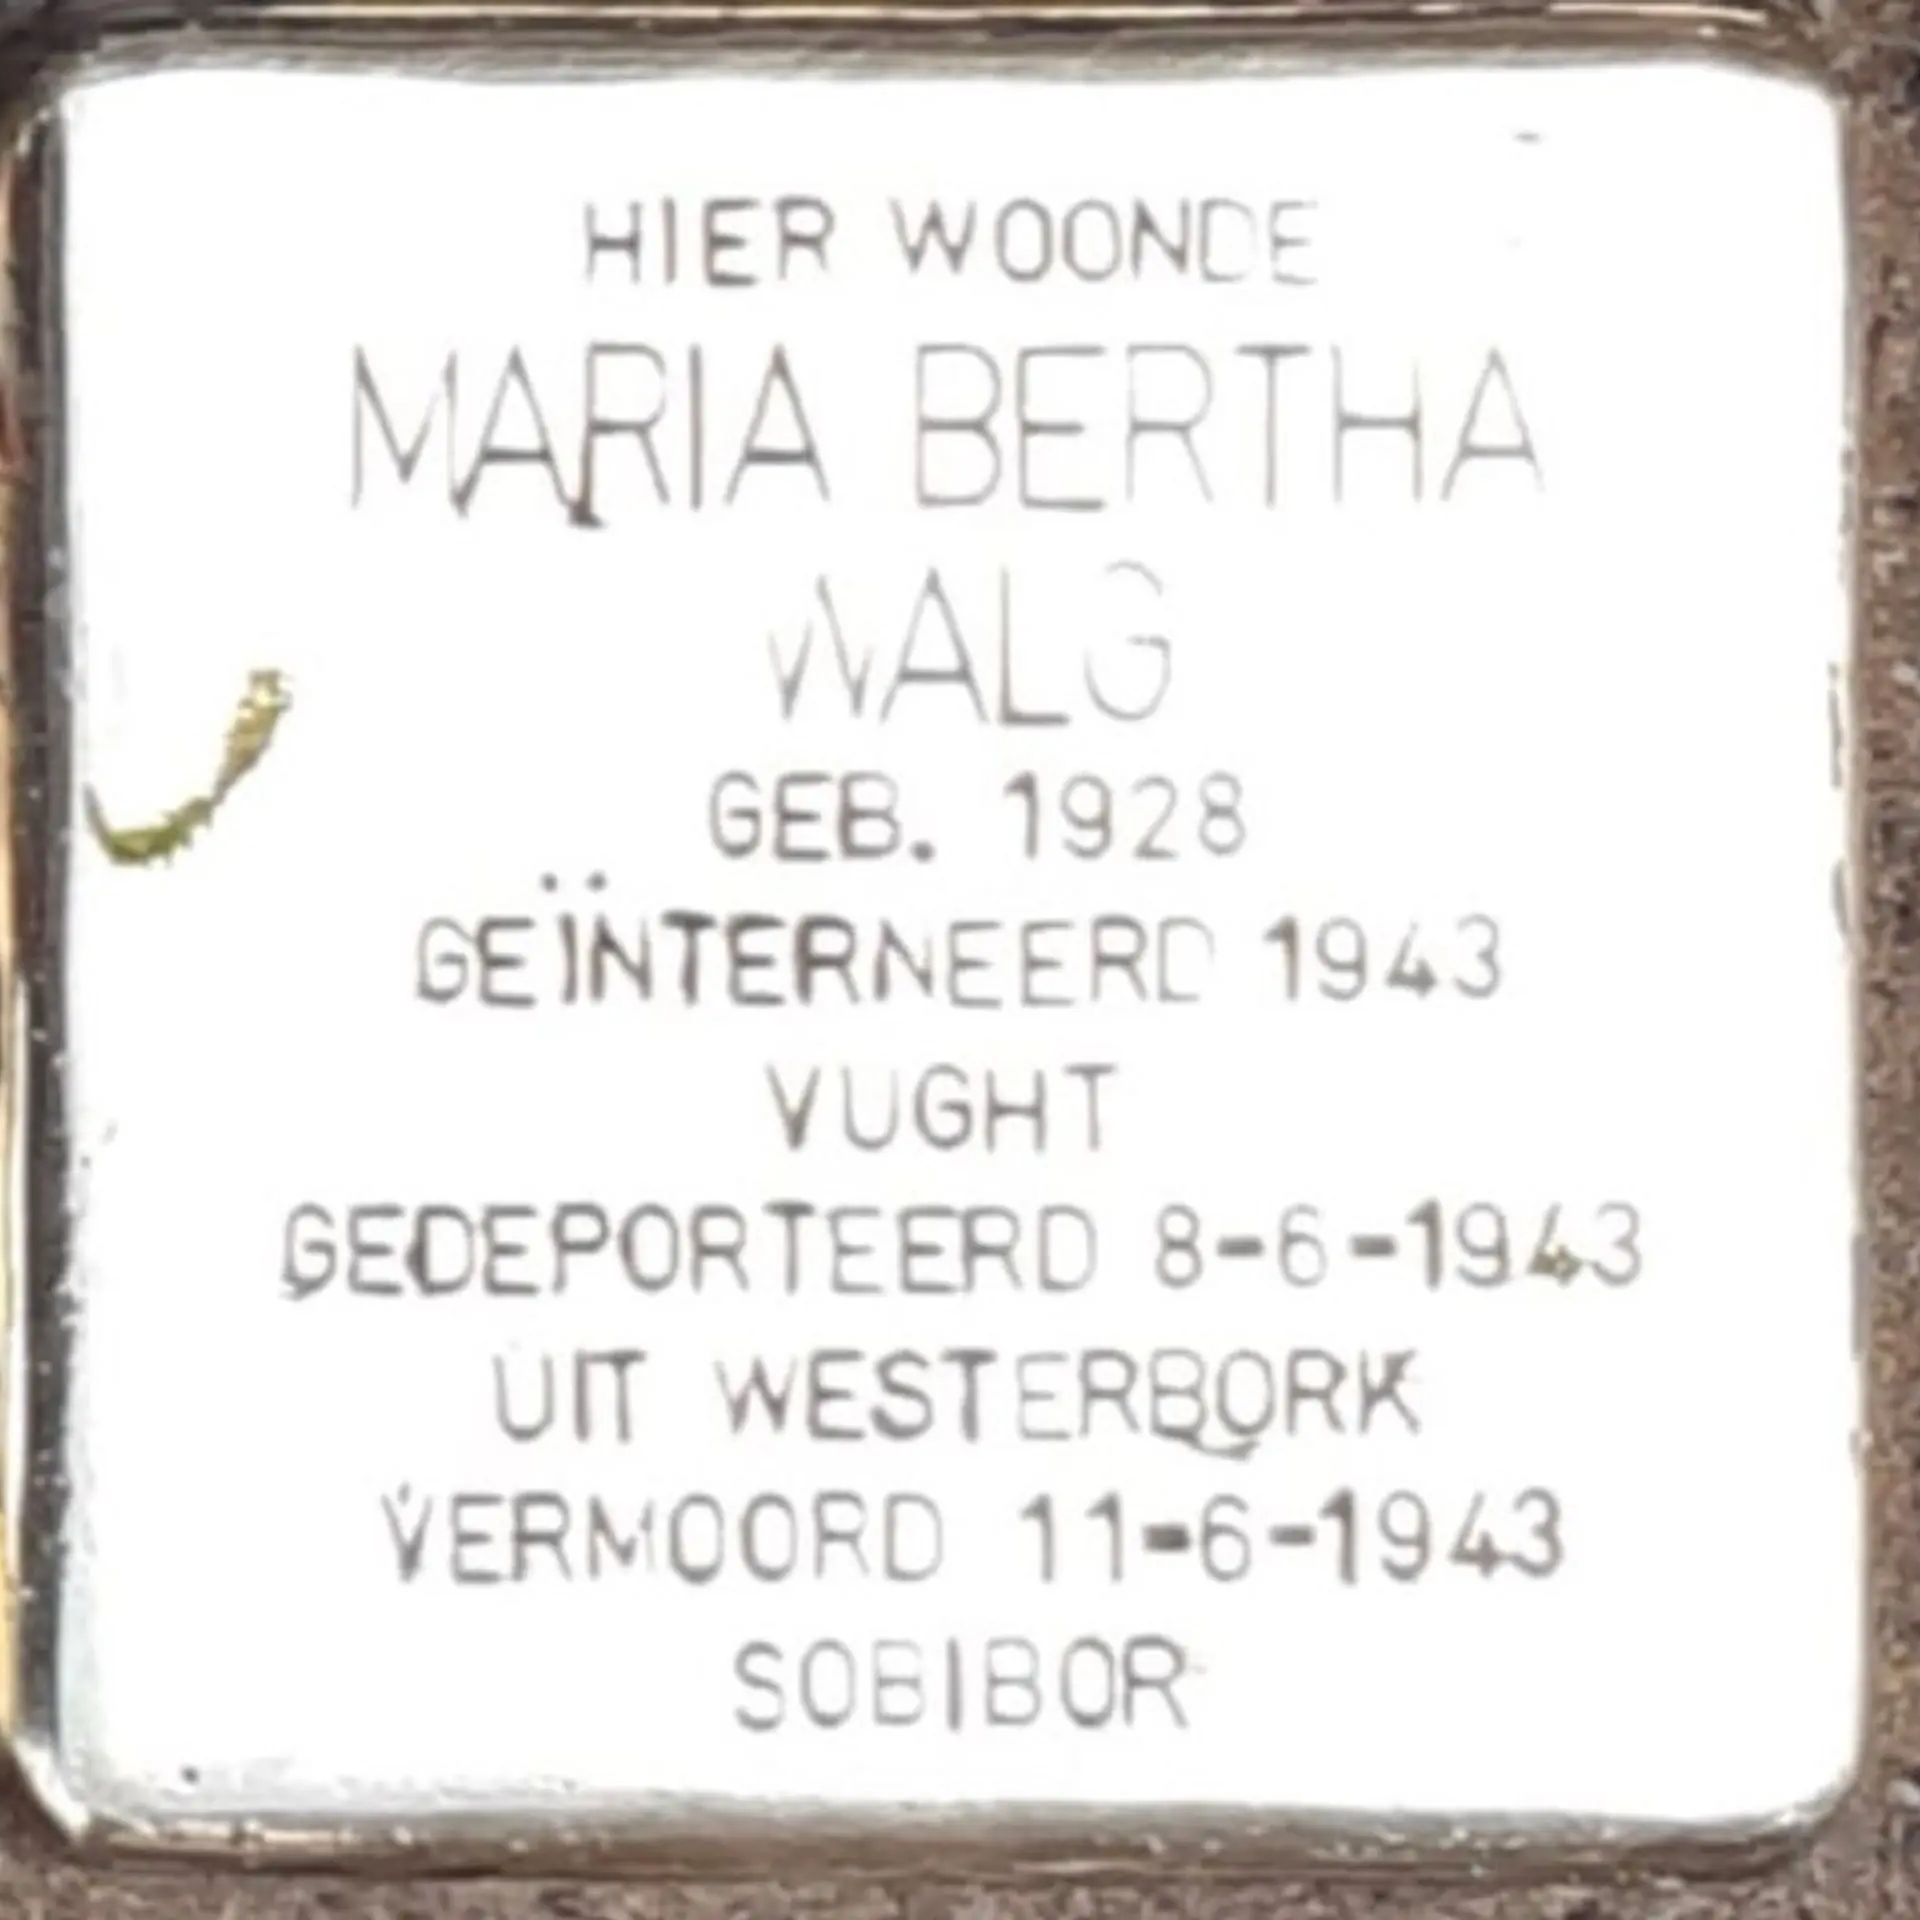 HIER WOONDE
MARIA BERTHA
WALG
GEB. 1928
GEÏNTERNEERD 1943
VUGHT
GEDEPORTEERD 8-6-1943
UIT WESTERBORK
VERMOORD 11-6-1943
SOBIBOR